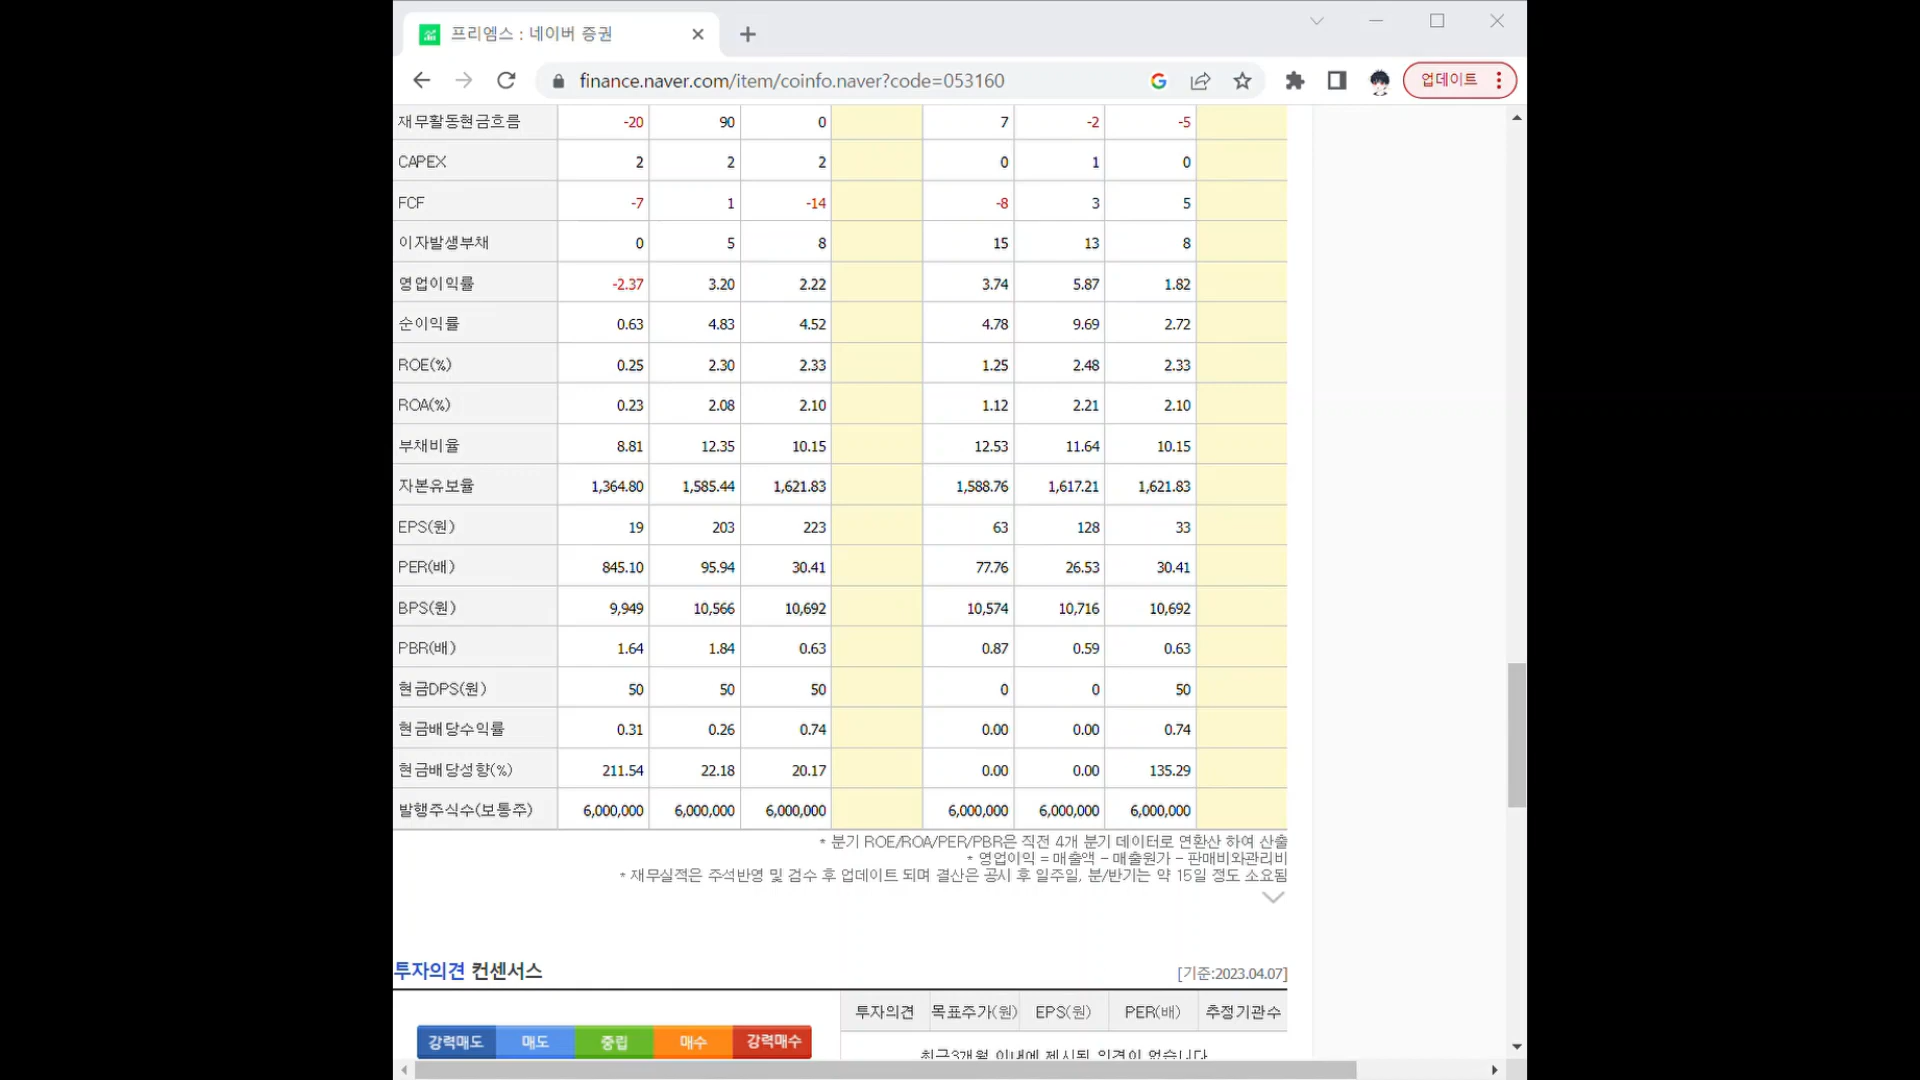 프리엠스 : 네이버 증권
finance.naver.com/item/coinfo.naver?code=053160
업데이트
재무활동현금흐름 -20 90 0 7 -2 -5
CAPEX 2 2 2 0 1 0
FCF -7 1 -14 -8 3 5
이자발생부채 0 5 8 15 13 8
영업이익률 -2.37 3.20 2.22 3.74 5.87 1.82
순이익률 0.63 4.83 4.52 4.78 9.69 2.72
ROE(%) 0.25 2.30 2.33 1.25 2.48 2.33
ROA(%) 0.23 2.08 2.10 1.12 2.21 2.10
부채비율 8.81 12.35 10.15 12.53 11.64 10.15
자본유보율 1,364.80 1,585.44 1,621.83 1,588.76 1,617.21 1,621.83
EPS(원) 19 203 223 63 128 33
PER(배) 845.10 95.94 30.41 77.76 26.53 30.41
BPS(원) 9,949 10,566 10,692 10,574 10,716 10,692
PBR(배) 1.64 1.84 0.63 0.87 0.59 0.63
현금DPS(원) 50 50 50 0 0 50
현금배당수익률 0.31 0.26 0.74 0.00 0.00 0.74
현금배당성향(%) 211.54 22.18 20.17 0.00 0.00 135.29
발행주식수(보통주) 6,000,000 6,000,000 6,000,000 6,000,000 6,000,000 6,000,000
* 분기 ROE/ROA/PER/PBR은 직전 4개 분기 데이터로 연환산 하여 산출
* 영업이익 = 매출액 - 매출원가 - 판매비와관리비
* 재무실적은 주석반영 및 검수 후 업데이트 되며 결산은 공시 후 일주일, 분/반기는 약 15일 정도 소요됨
투자의견 컨센서스 [기준:2023.04.07]
투자의견 목표주가(원) EPS(원) PER(배) 추정기관수
강력매도 매도 중립 매수 강력매수
최근3개월 이내에 제시된 의견이 없습니다